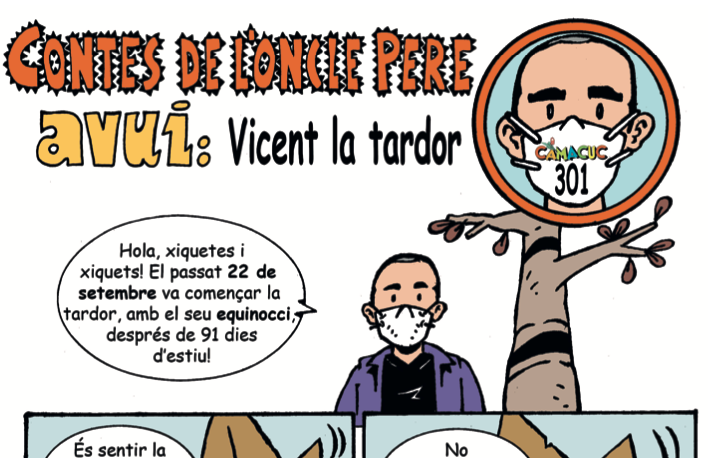 CONTES DE L'ONCLE PERE
avui: Vicent la tardor
CAMACUC
301
Hola, xiquetes i
xiquets! El passat 22 de
setembre va començar la
tardor, amb el seu equinocci,
després de 91 dies
d'estiu!
És sentir la
No